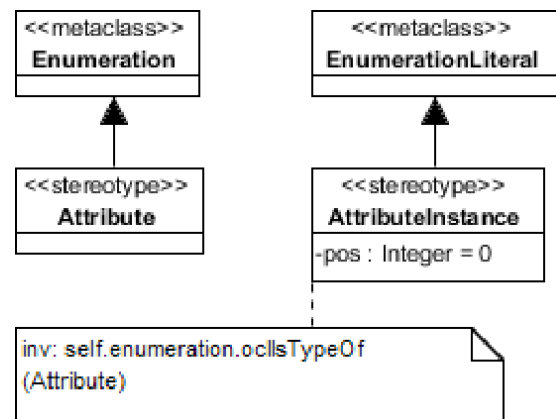 <<metaclass>>
Enumeration
<<metaclass>>
EnumerationLiteral
<<stereotype>>
Attribute
<<stereotype>>
AttributeInstance
-pos : Integer = 0
inv: self.enumeration.oclIsTypeOf
(Attribute)